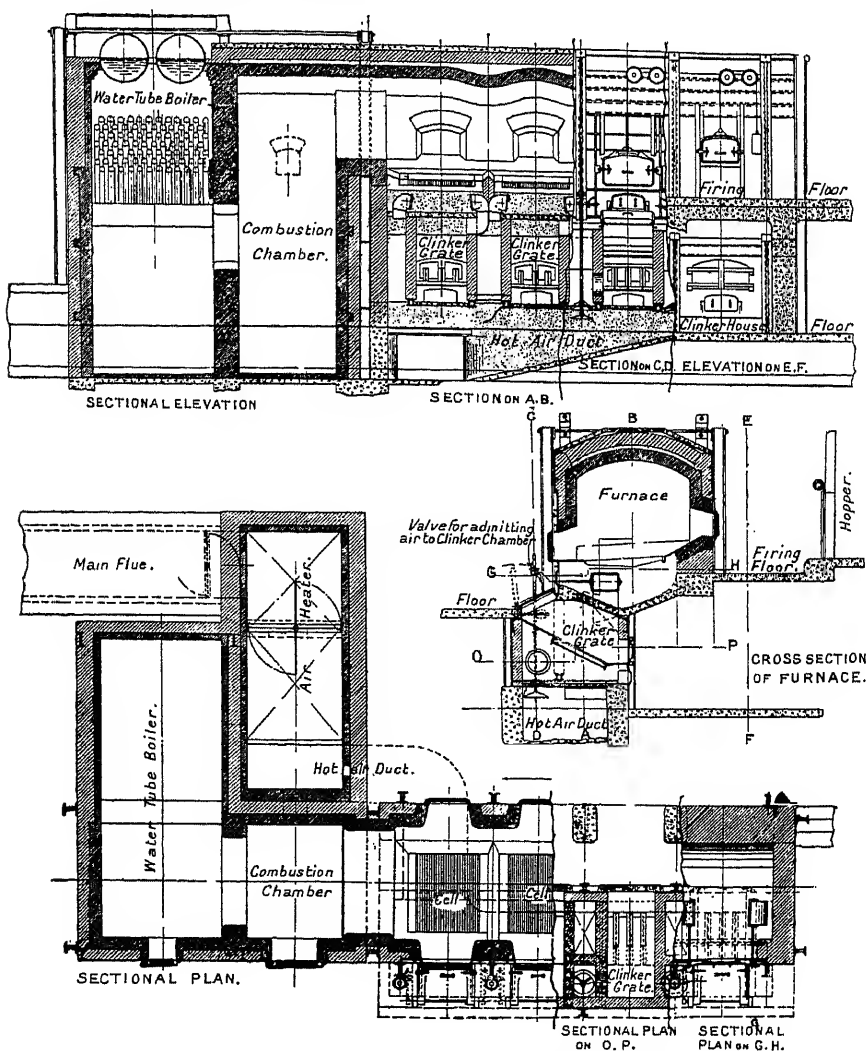 Water Tube Boiler.
Combustion
Chamber.
Clinker
Grate
Clinker
Grate.
Firing
Floor
Clinker House
Floor
Hot Air Duct
SECTION ON C.D. ELEVATION ON E.F.
SECTIONAL ELEVATION
SECTION ON A.B.
C
B
E
Furnace
Hopper.
Valve for admitting
air to Clinker Chamber
G
H
Firing
Floor.
Floor
Clinker
Grate
O
P
CROSS SECTION
OF FURNACE.
Hot Air Duct
D
A
F
Main Flue.
Heater.
Air
Hot air Duct.
Water Tube Boiler.
Combustion
Chamber
Cell
Cell
Clinker
Grate.
SECTIONAL PLAN.
SECTIONAL PLAN
ON O.P.
SECTIONAL
PLAN ON G.H.